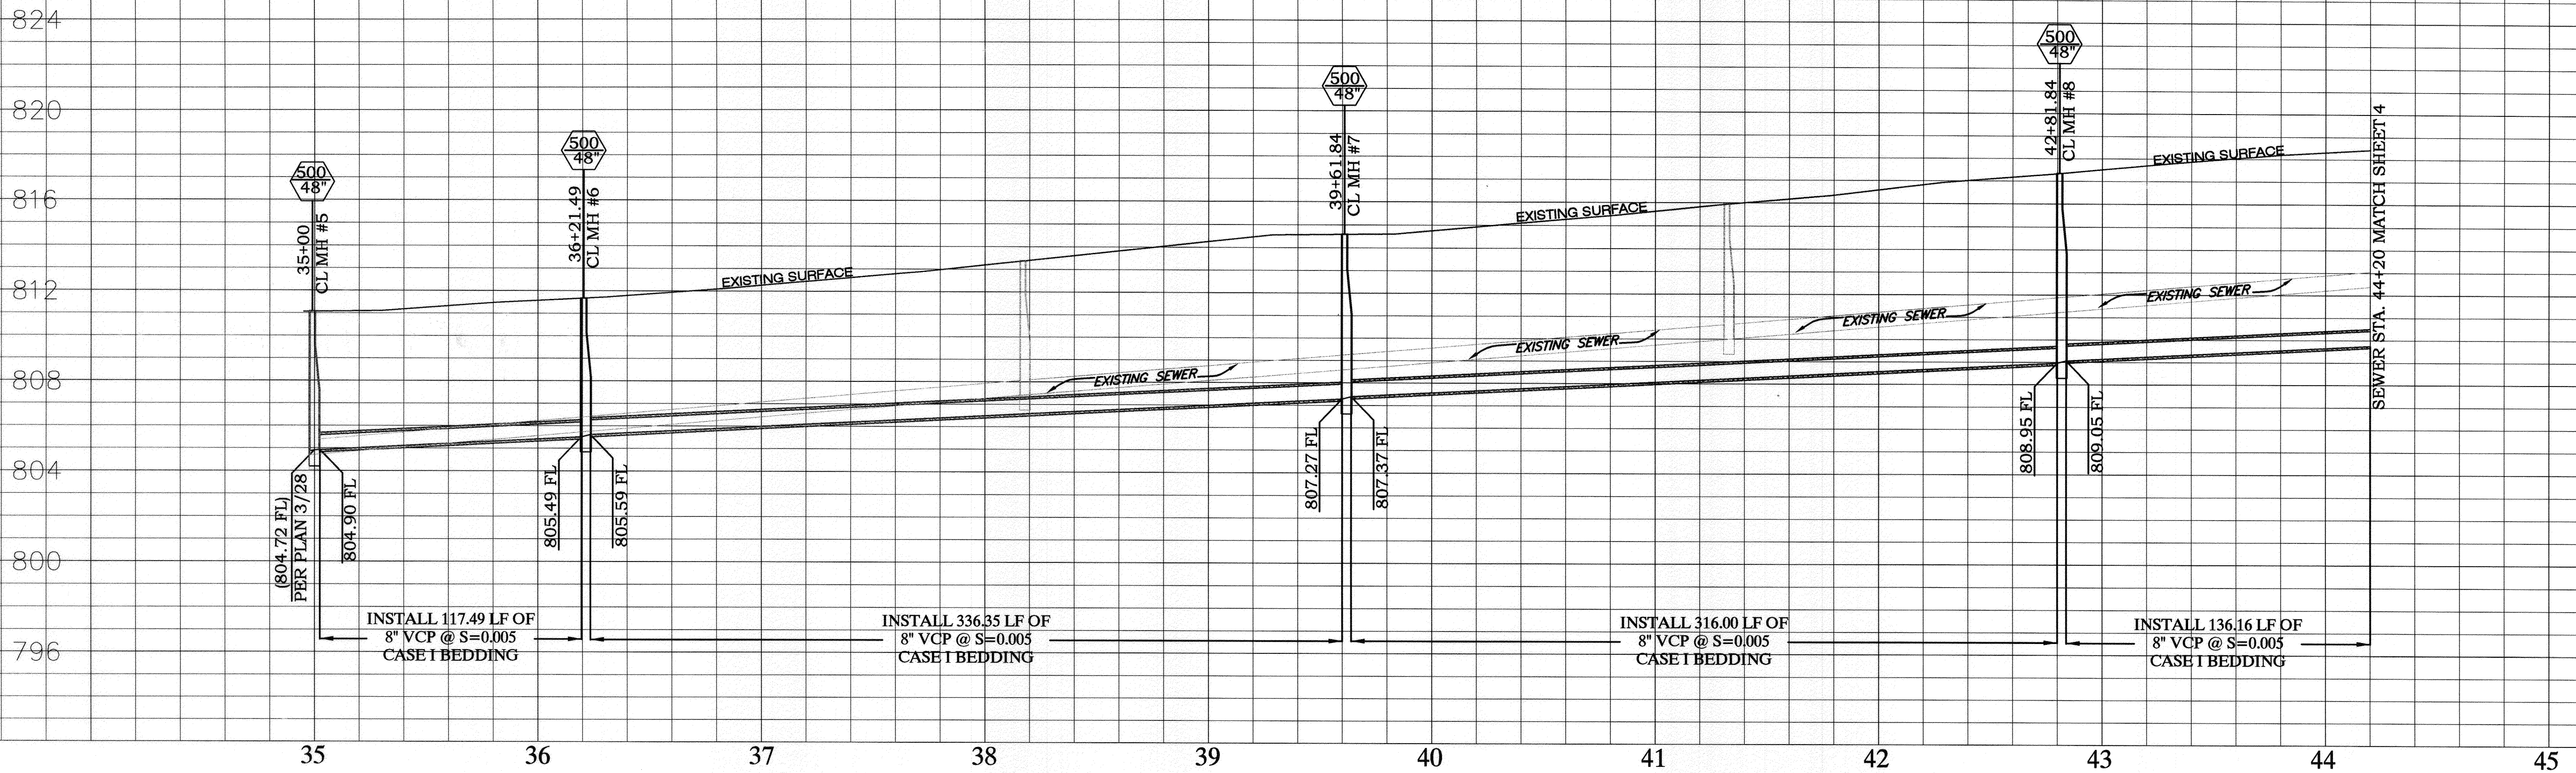 824
820
816
812
808
804
800
796
500
48"
35+00
CL MH #5
500
48"
36+21.49
CL MH #6
500
48"
39+61.84
CL MH #7
500
48"
42+81.84
CL MH #8
SEWER STA. 44+20 MATCH SHEET 4
EXISTING SURFACE
EXISTING SURFACE
EXISTING SURFACE
EXISTING SEWER
EXISTING SEWER
EXISTING SEWER
EXISTING SEWER
(804.72 FL)
PER PLAN 3/28
804.90 FL
805.49 FL
805.59 FL
807.27 FL
807.37 FL
808.95 FL
809.05 FL
INSTALL 117.49 LF OF
8" VCP @ S=0.005
CASE I BEDDING
INSTALL 336.35 LF OF
8" VCP @ S=0.005
CASE I BEDDING
INSTALL 316.00 LF OF
8" VCP @ S=0.005
CASE I BEDDING
INSTALL 136.16 LF OF
8" VCP @ S=0.005
CASE I BEDDING
35
36
37
38
39
40
41
42
43
44
45